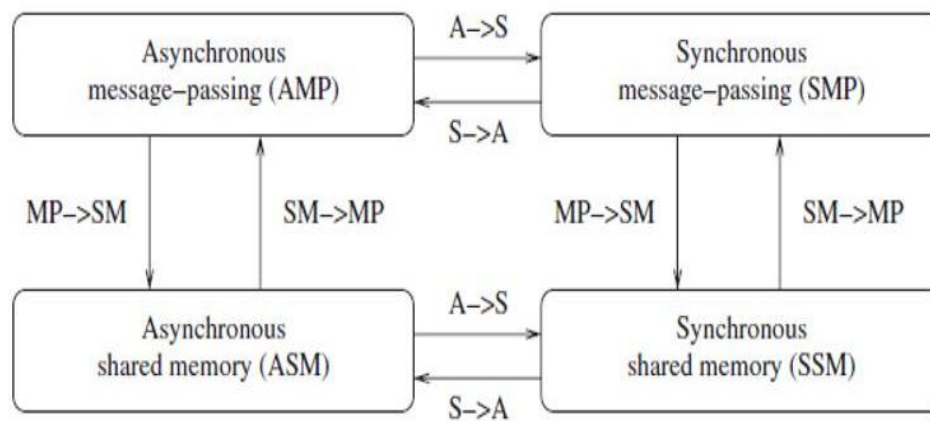 A–>S
Asynchronous
message–passing (AMP)
Synchronous
message–passing (SMP)
S–>A
MP–>SM
SM–>MP
MP–>SM
SM–>MP
A–>S
Asynchronous
shared memory (ASM)
Synchronous
shared memory (SSM)
S–>A